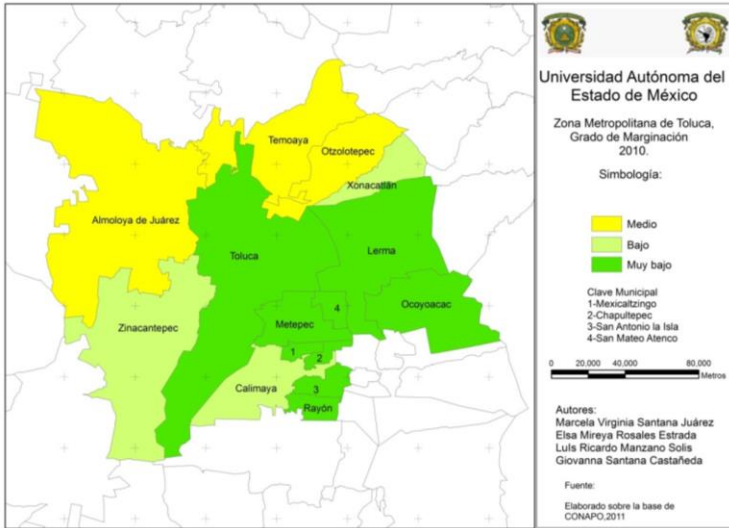 Temoaya
Otzolotepec
Xonacatlán
Almoloya de Juárez
Toluca
Lerma
Ocoyoacac
Zinacantepec
Metepec
4
1
2
Calimaya
3
Rayón
Universidad Autónoma del
Estado de México
Zona Metropolitana de Toluca,
Grado de Marginación
2010.
Simbología:
Medio
Bajo
Muy bajo
Clave Municipal
1-Mexicaltzingo
2-Chapultepec
3-San Antonio la Isla
4-San Mateo Atenco
0 20,000 40,000 80,000
Metros
Autores:
Marcela Virginia Santana Juárez
Elsa Mireya Rosales Estrada
Luis Ricardo Manzano Solis
Giovanna Santana Castañeda
Fuente:
Elaborado sobre la base de
CONAPO,2011